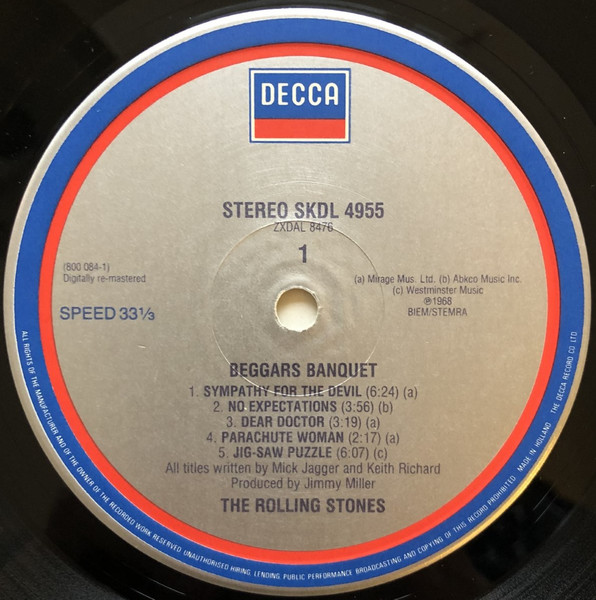 DECCA
STEREO SKDL 4955
ZXDAL 8476
1
(800 084-1)
Digitally re-mastered
SPEED 33⅓
(a) Mirage Mus. Ltd. (b) Abkco Music Inc.
(c) Westminster Music
℗1968
BIEM/STEMRA
BEGGARS BANQUET
1. SYMPATHY FOR THE DEVIL (6:24) (a)
2. NO EXPECTATIONS (3:56) (b)
3. DEAR DOCTOR (3:19) (a)
4. PARACHUTE WOMAN (2:17) (a)
5. JIG-SAW PUZZLE (6:07) (c)
All titles written by Mick Jagger and Keith Richard
Produced by Jimmy Miller
THE ROLLING STONES
ALL RIGHTS OF THE MANUFACTURER AND OF THE OWNER OF THE RECORDED WORK RESERVED UNAUTHORISED HIRING, LENDING, PUBLIC PERFORMANCE BROADCASTING AND COPYING OF THIS RECORD PROHIBITED MADE IN HOLLAND THE DECCA RECORD CO LTD